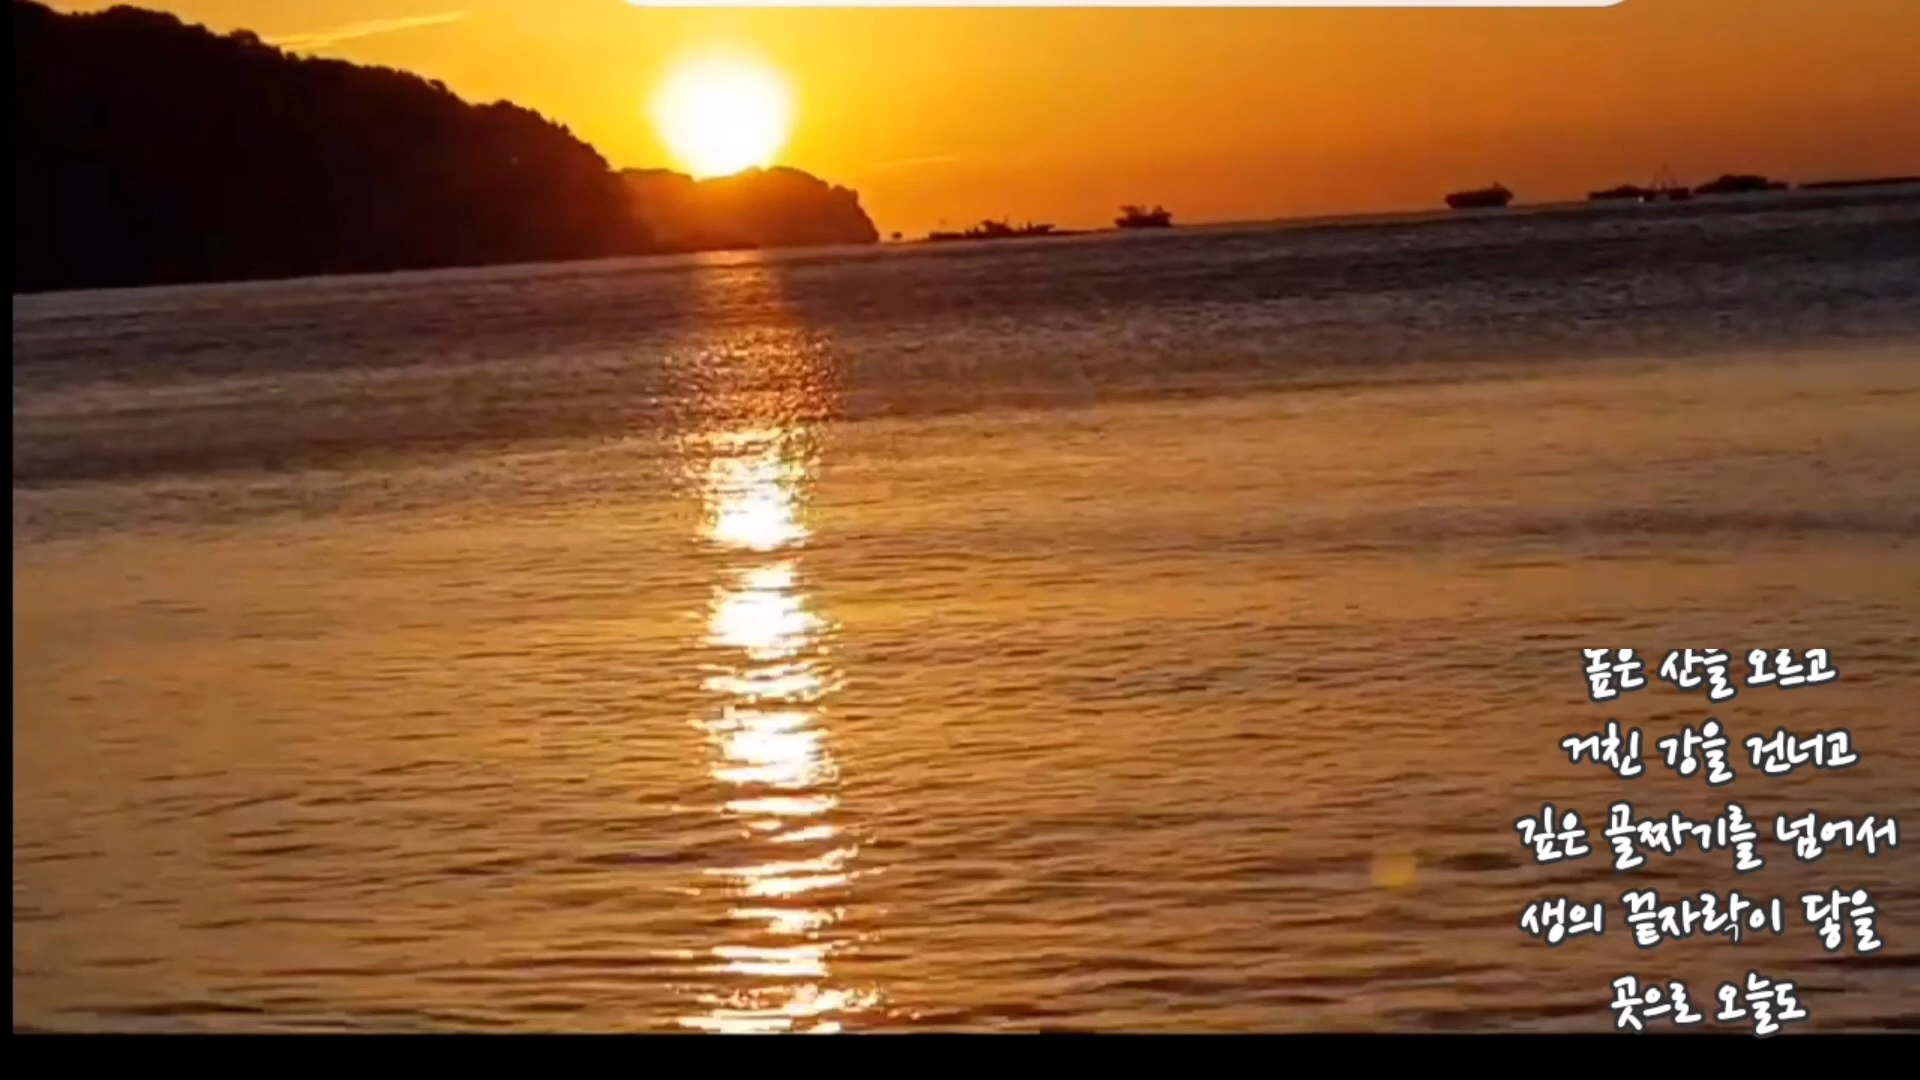 높은 산을 오르고
거친 강을 건너고
깊은 골짜기를 넘어서
생의 끝자락이 닿을
곳으로 오늘도